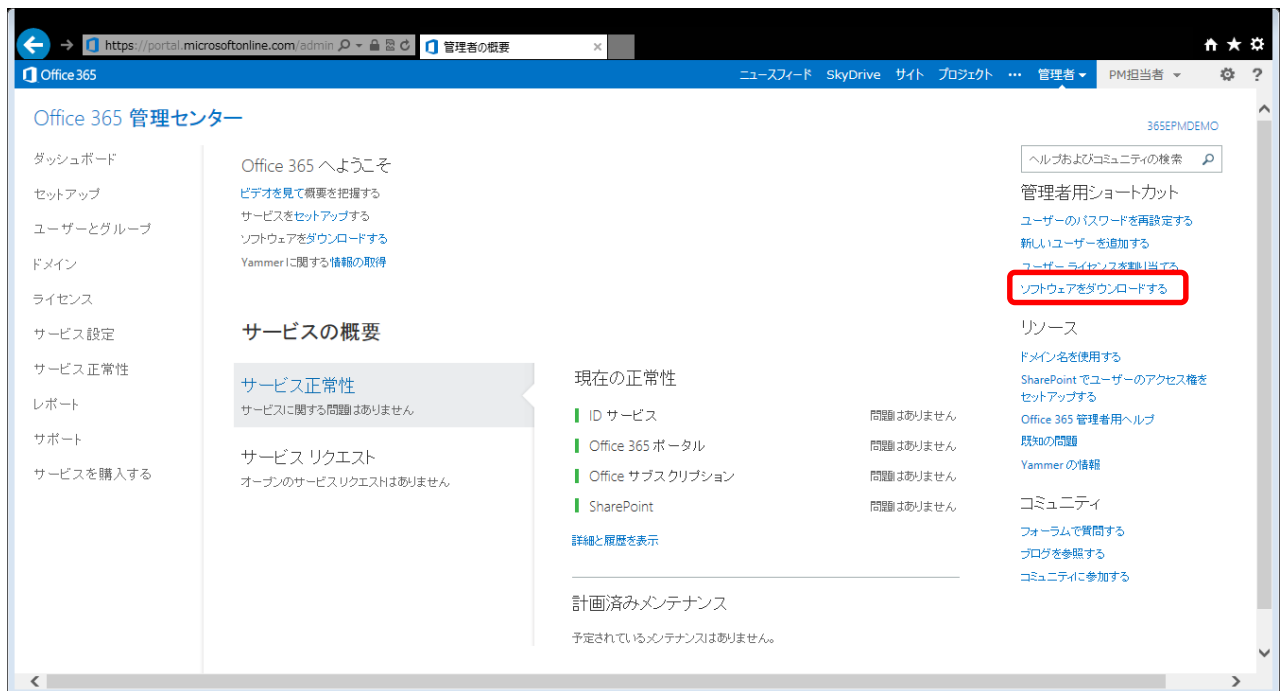 https://portal.microsoftonline.com/admin
管理者の概要
Office 365
ニュースフィード SkyDrive サイト プロジェクト ··· 管理者 PM担当者 ?
Office 365 管理センター
365EPMDEMO
ダッシュボード
セットアップ
ユーザーとグループ
ドメイン
ライセンス
サービス設定
サービス正常性
レポート
サポート
サービスを購入する
Office 365 へようこそ
ビデオを見て概要を把握する
サービスをセットアップする
ソフトウェアをダウンロードする
Yammer に関する情報の取得
サービスの概要
サービス正常性
サービスに関する問題はありません
サービス リクエスト
オープンのサービス リクエストはありません
現在の正常性
ID サービス 問題はありません
Office 365 ポータル 問題はありません
Office サブスクリプション 問題はありません
SharePoint 問題はありません
詳細と履歴を表示
計画済みメンテナンス
予定されているメンテナンスはありません。
ヘルプおよびコミュニティの検索
管理者用ショートカット
ユーザーのパスワードを再設定する
新しいユーザーを追加する
ユーザー ライセンスを割り当てる
ソフトウェアをダウンロードする
リソース
ドメイン名を使用する
SharePoint でユーザーのアクセス権を
セットアップする
Office 365 管理者用ヘルプ
既知の問題
Yammer の情報
コミュニティ
フォーラムで質問する
ブログを参照する
コミュニティに参加する